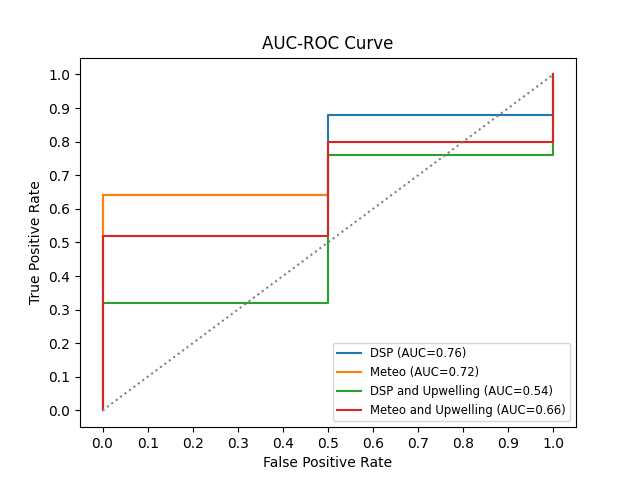 AUC-ROC Curve
True Positive Rate
1.0
0.9
0.8
0.7
0.6
0.5
0.4
0.3
0.2
0.1
0.0
DSP (AUC=0.76)
Meteo (AUC=0.72)
DSP and Upwelling (AUC=0.54)
Meteo and Upwelling (AUC=0.66)
0.0 0.1 0.2 0.3 0.4 0.5 0.6 0.7 0.8 0.9 1.0
False Positive Rate